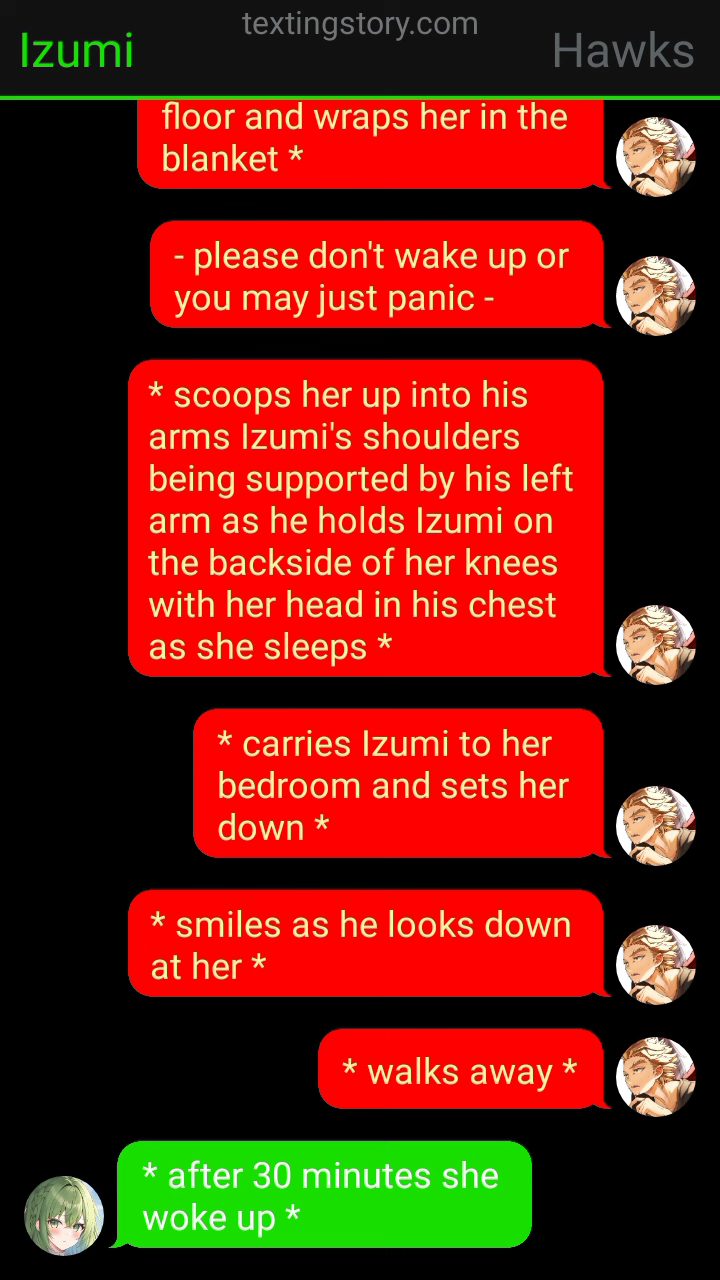 textingstory.com
Izumi
Hawks
floor and wraps her in the
blanket *
- please don't wake up or
you may just panic -
* scoops her up into his
arms Izumi's shoulders
being supported by his left
arm as he holds Izumi on
the backside of her knees
with her head in his chest
as she sleeps *
* carries Izumi to her
bedroom and sets her
down *
* smiles as he looks down
at her *
* walks away *
* after 30 minutes she
woke up *